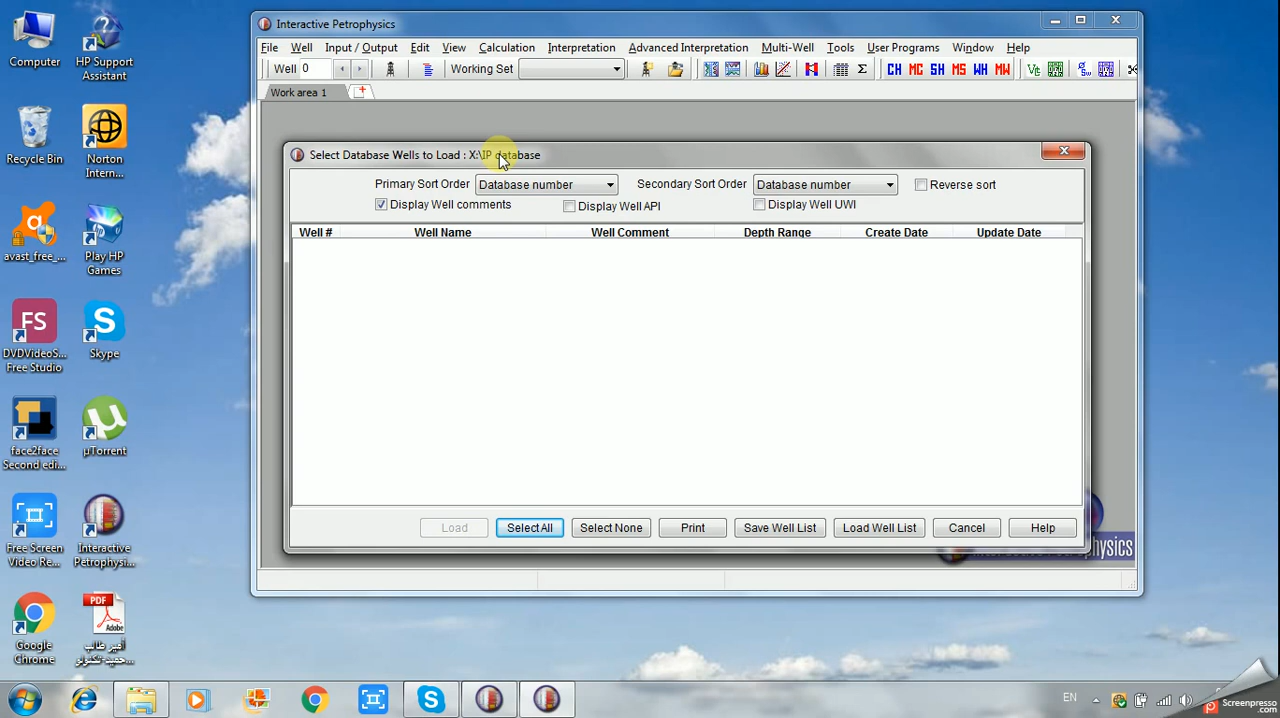 Computer
HP Support
Assistant
Recycle Bin
Norton
Intern...
avast_free_...
Play HP
Games
FS
DVDVideoS...
Free Studio
Skype
face2face
Second edi...
µTorrent
Free Screen
Video Re...
Interactive
Petrophysi...
Google
Chrome
PDF
Adobe
أمير طالب
Interactive Petrophysics
File Well Input / Output Edit View Calculation Interpretation Advanced Interpretation Multi-Well Tools User Programs Window Help
Well 0 Working Set CH MC SH MS WH MW
Work area 1
Select Database Wells to Load : X:\IP database
Primary Sort Order Database number Secondary Sort Order Database number Reverse sort
Display Well comments Display Well API Display Well UWI
Well # Well Name Well Comment Depth Range Create Date Update Date
Load Select All Select None Print Save Well List Load Well List Cancel Help
EN
Screenpresso
.com